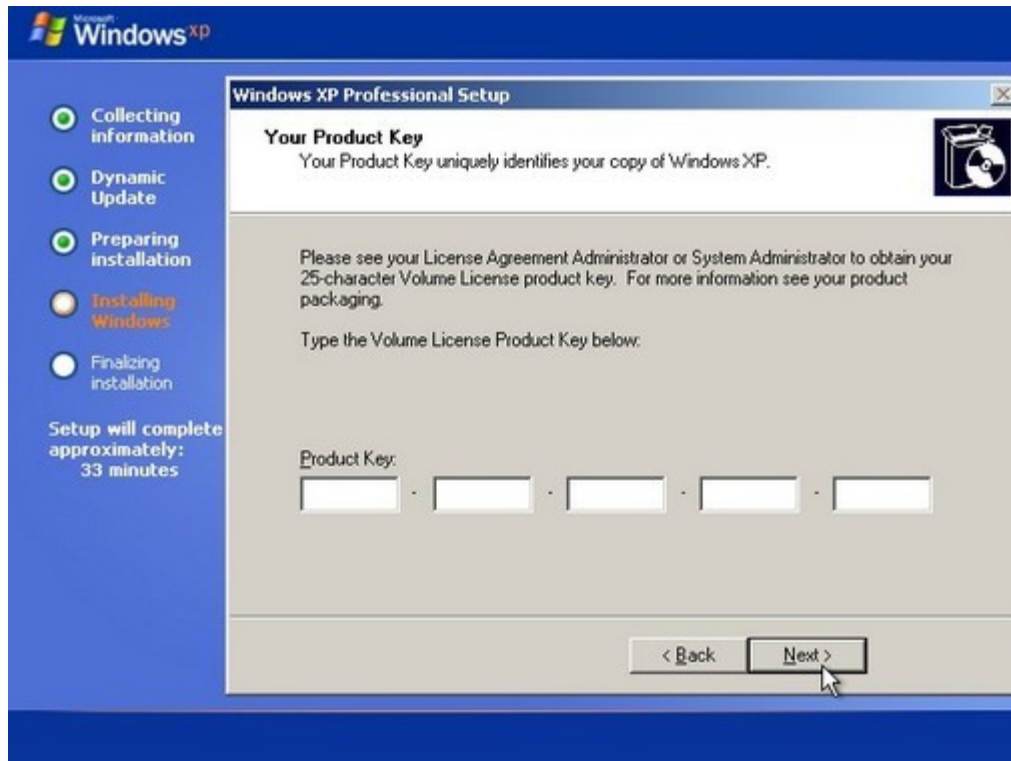 Microsoft
Windows xp
Collecting
information
Dynamic
Update
Preparing
installation
Installing
Windows
Finalizing
installation
Setup will complete
approximately:
33 minutes
Windows XP Professional Setup
Your Product Key
Your Product Key uniquely identifies your copy of Windows XP.
Please see your License Agreement Administrator or System Administrator to obtain your
25-character Volume License product key. For more information see your product
packaging.
Type the Volume License Product Key below:
Product Key:
- - - -
< Back Next >